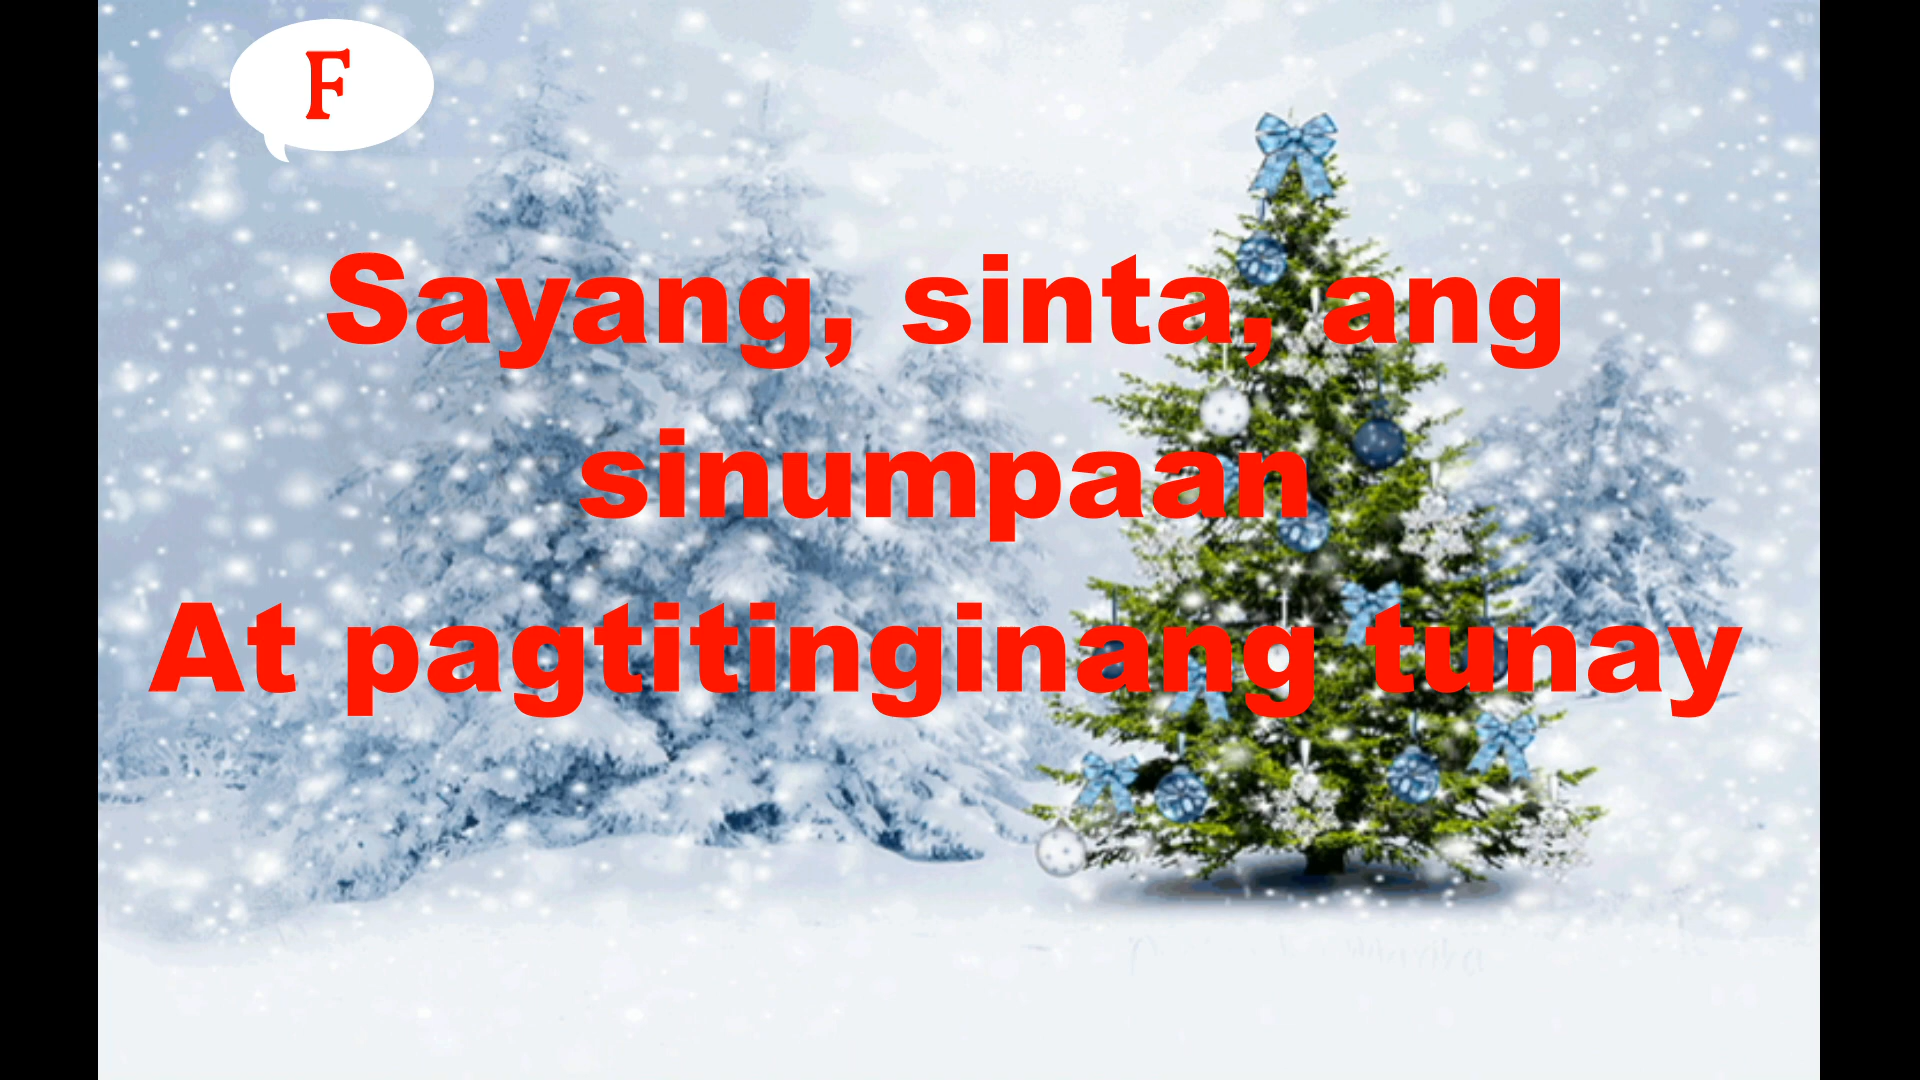 F
Sayang, sinta, ang
sinumpaan
At pagtitinginang tunay